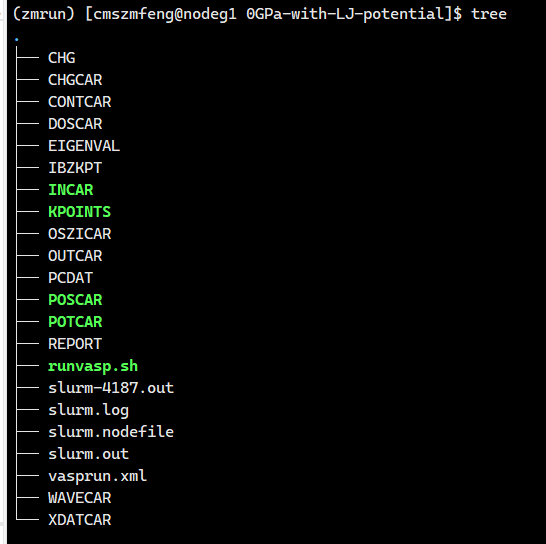 (zmrun) [cmszmfeng@nodeg1 0GPa-with-LJ-potential]$ tree
.
├── CHG
├── CHGCAR
├── CONTCAR
├── DOSCAR
├── EIGENVAL
├── IBZKPT
├── INCAR
├── KPOINTS
├── OSZICAR
├── OUTCAR
├── PCDAT
├── POSCAR
├── POTCAR
├── REPORT
├── runvasp.sh
├── slurm-4187.out
├── slurm.log
├── slurm.nodefile
├── slurm.out
├── vasprun.xml
├── WAVECAR
└── XDATCAR